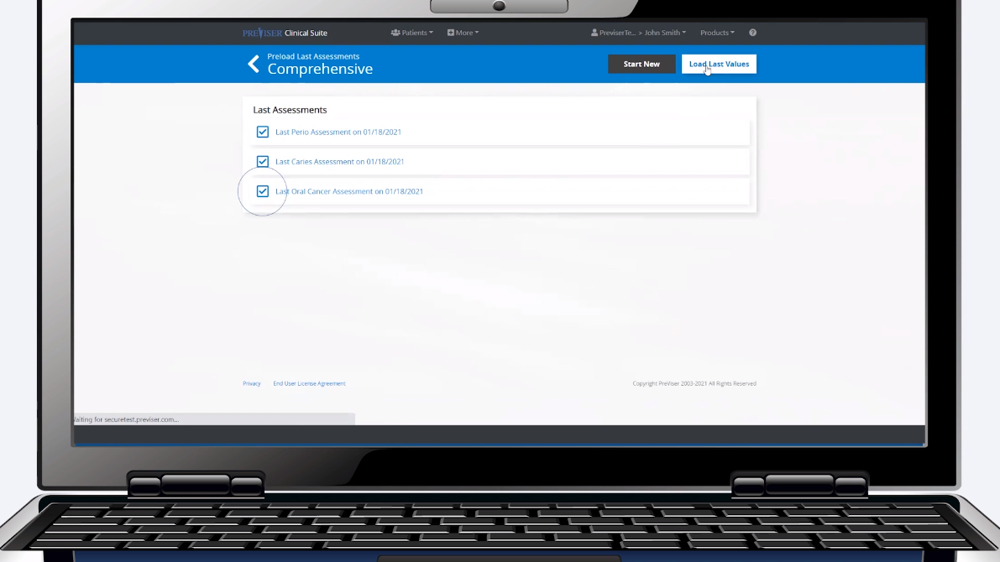 PREVISER Clinical Suite
Patients
More
PreviserTe... > John Smith
Products
Preload Last Assessments
Comprehensive
Start New
Load Last Values
Last Assessments
Last Perio Assessment on 01/18/2021
Last Caries Assessment on 01/18/2021
Last Oral Cancer Assessment on 01/18/2021
Privacy
End User License Agreement
Copyright PreViser 2003-2021 All Rights Reserved
Waiting for securetest.previser.com...